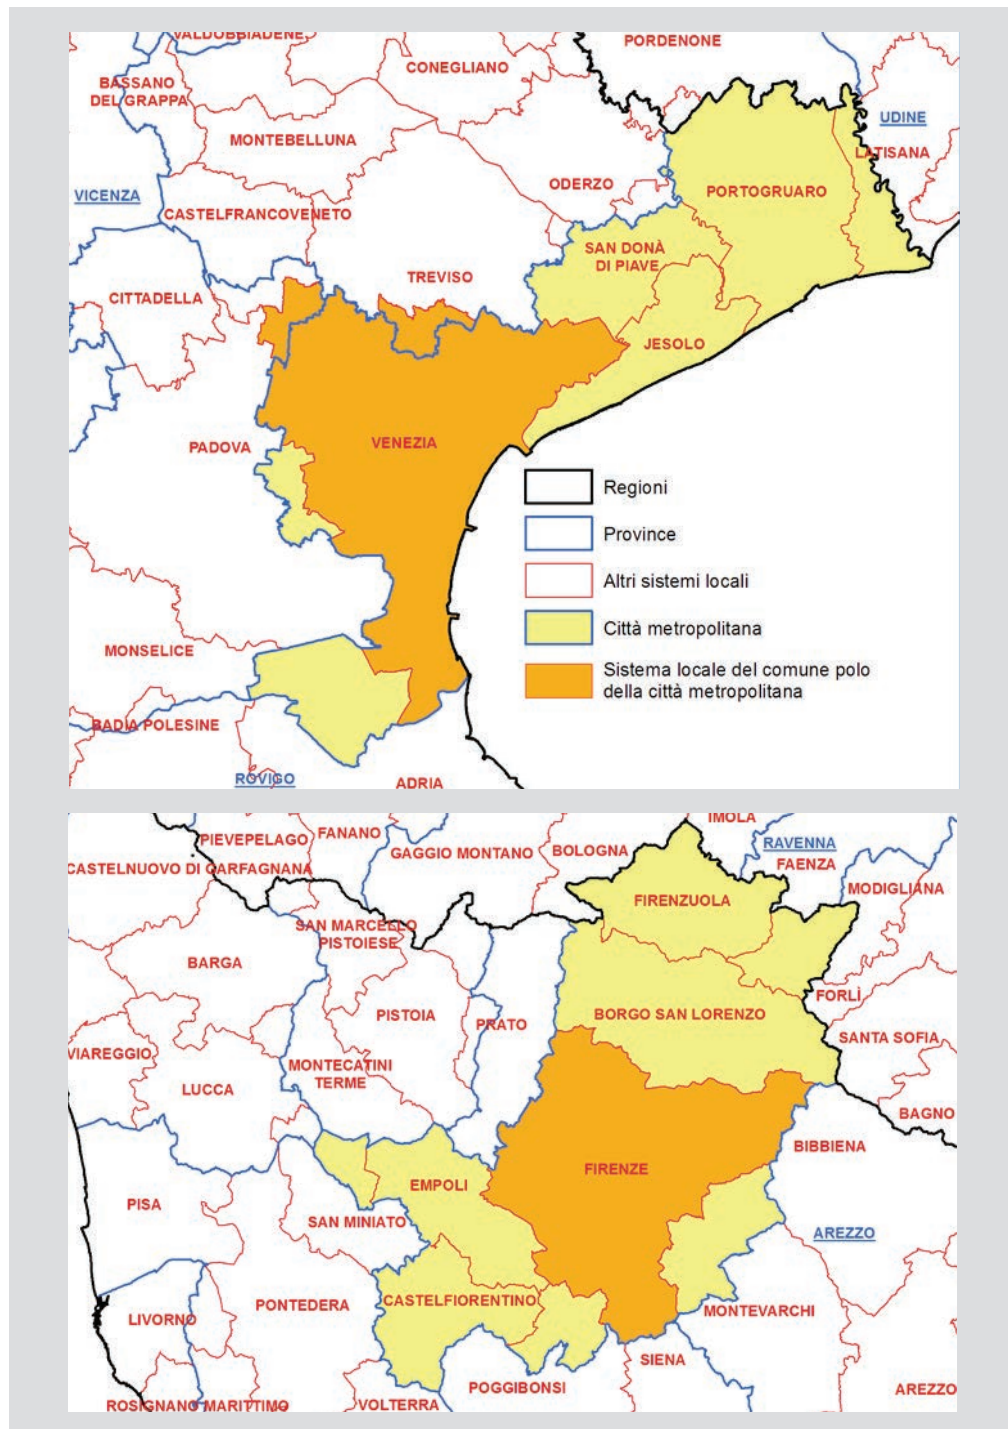 VALDOBBIADENE
PORDENONE
CONEGLIANO
BASSANO
DEL GRAPPA
UDINE
MONTEBELLUNA
LATISANA
ODERZO
PORTOGRUARO
VICENZA
CASTELFRANCOVENETO
SAN DONÀ
DI PIAVE
TREVISO
CITTADELLA
JESOLO
PADOVA
VENEZIA
Regioni
Province
Altri sistemi locali
Città metropolitana
Sistema locale del comune polo
della città metropolitana
MONSELICE
BADIA POLESINE
ROVIGO
ADRIA
IMOLA
PIEVEPELAGO
FANANO
GAGGIO MONTANO
BOLOGNA
RAVENNA
FAENZA
CASTELNUOVO DI GARFAGNANA
MODIGLIANA
FIRENZUOLA
SAN MARCELLO
PISTOIESE
BARGA
FORLÌ
PISTOIA
PRATO
BORGO SAN LORENZO
SANTA SOFIA
VIAREGGIO
MONTECATINI
TERME
LUCCA
BAGNO
BIBBIENA
FIRENZE
EMPOLI
PISA
SAN MINIATO
AREZZO
CASTELFIORENTINO
PONTEDERA
MONTEVARCHI
LIVORNO
SIENA
POGGIBONSI
AREZZO
ROSIGNANO MARITTIMO
VOLTERRA